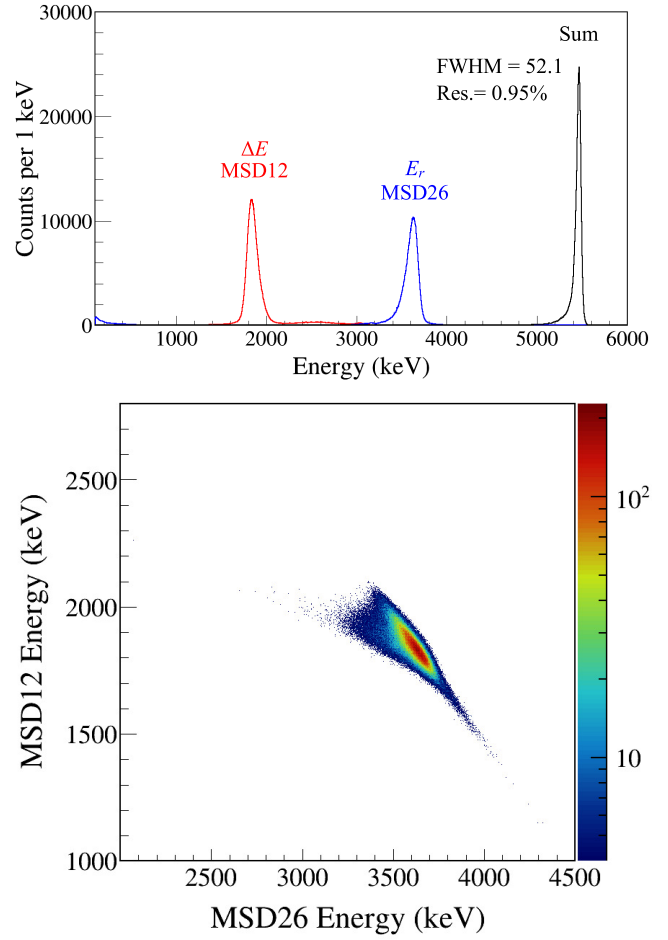 30000
20000
10000
0
Counts per 1 keV
Sum
FWHM = 52.1
Res.= 0.95%
ΔE
MSD12
E_r
MSD26
1000 2000 3000 4000 5000 6000
Energy (keV)
2500
2000
1500
1000
MSD12 Energy (keV)
10²
10
2500 3000 3500 4000 4500
MSD26 Energy (keV)